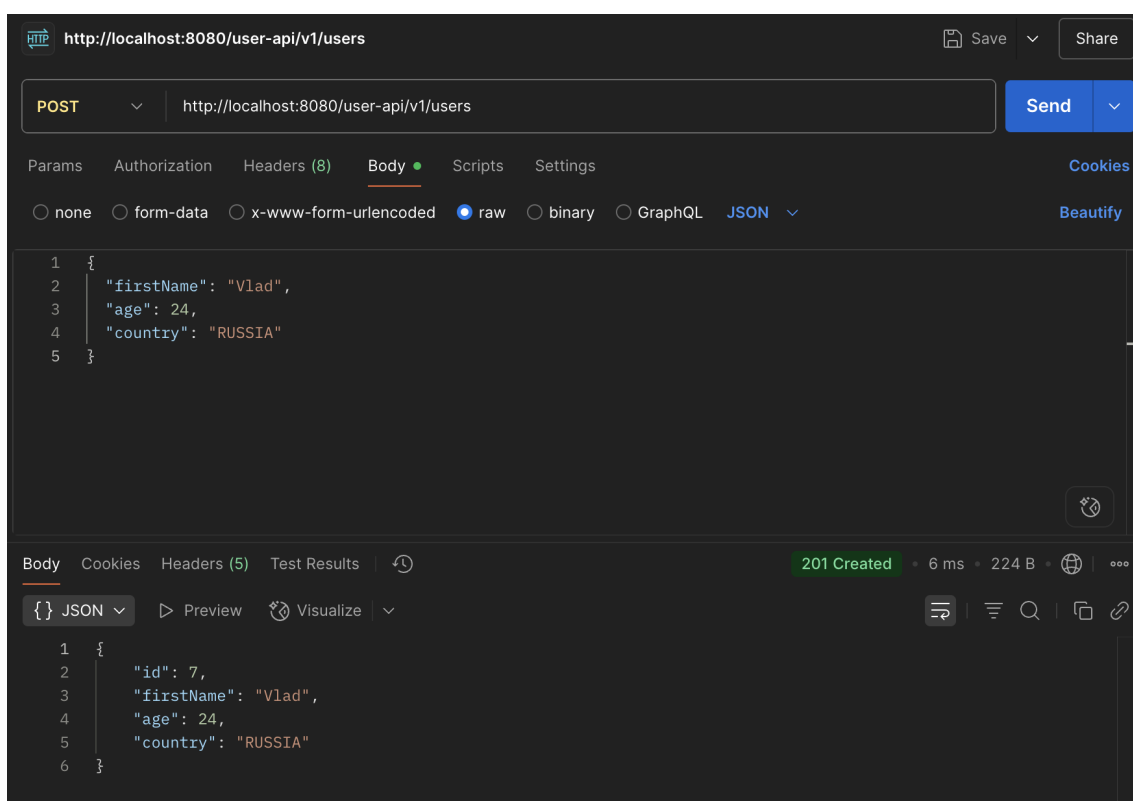 HTTP http://localhost:8080/user-api/v1/users Save Share
POST http://localhost:8080/user-api/v1/users Send
Params Authorization Headers (8) Body Scripts Settings Cookies
none form-data x-www-form-urlencoded raw binary GraphQL JSON Beautify
1 {
2 "firstName": "Vlad",
3 "age": 24,
4 "country": "RUSSIA"
5 }
Body Cookies Headers (5) Test Results 201 Created • 6 ms • 224 B •
{} JSON Preview Visualize
1 {
2 "id": 7,
3 "firstName": "Vlad",
4 "age": 24,
5 "country": "RUSSIA"
6 }